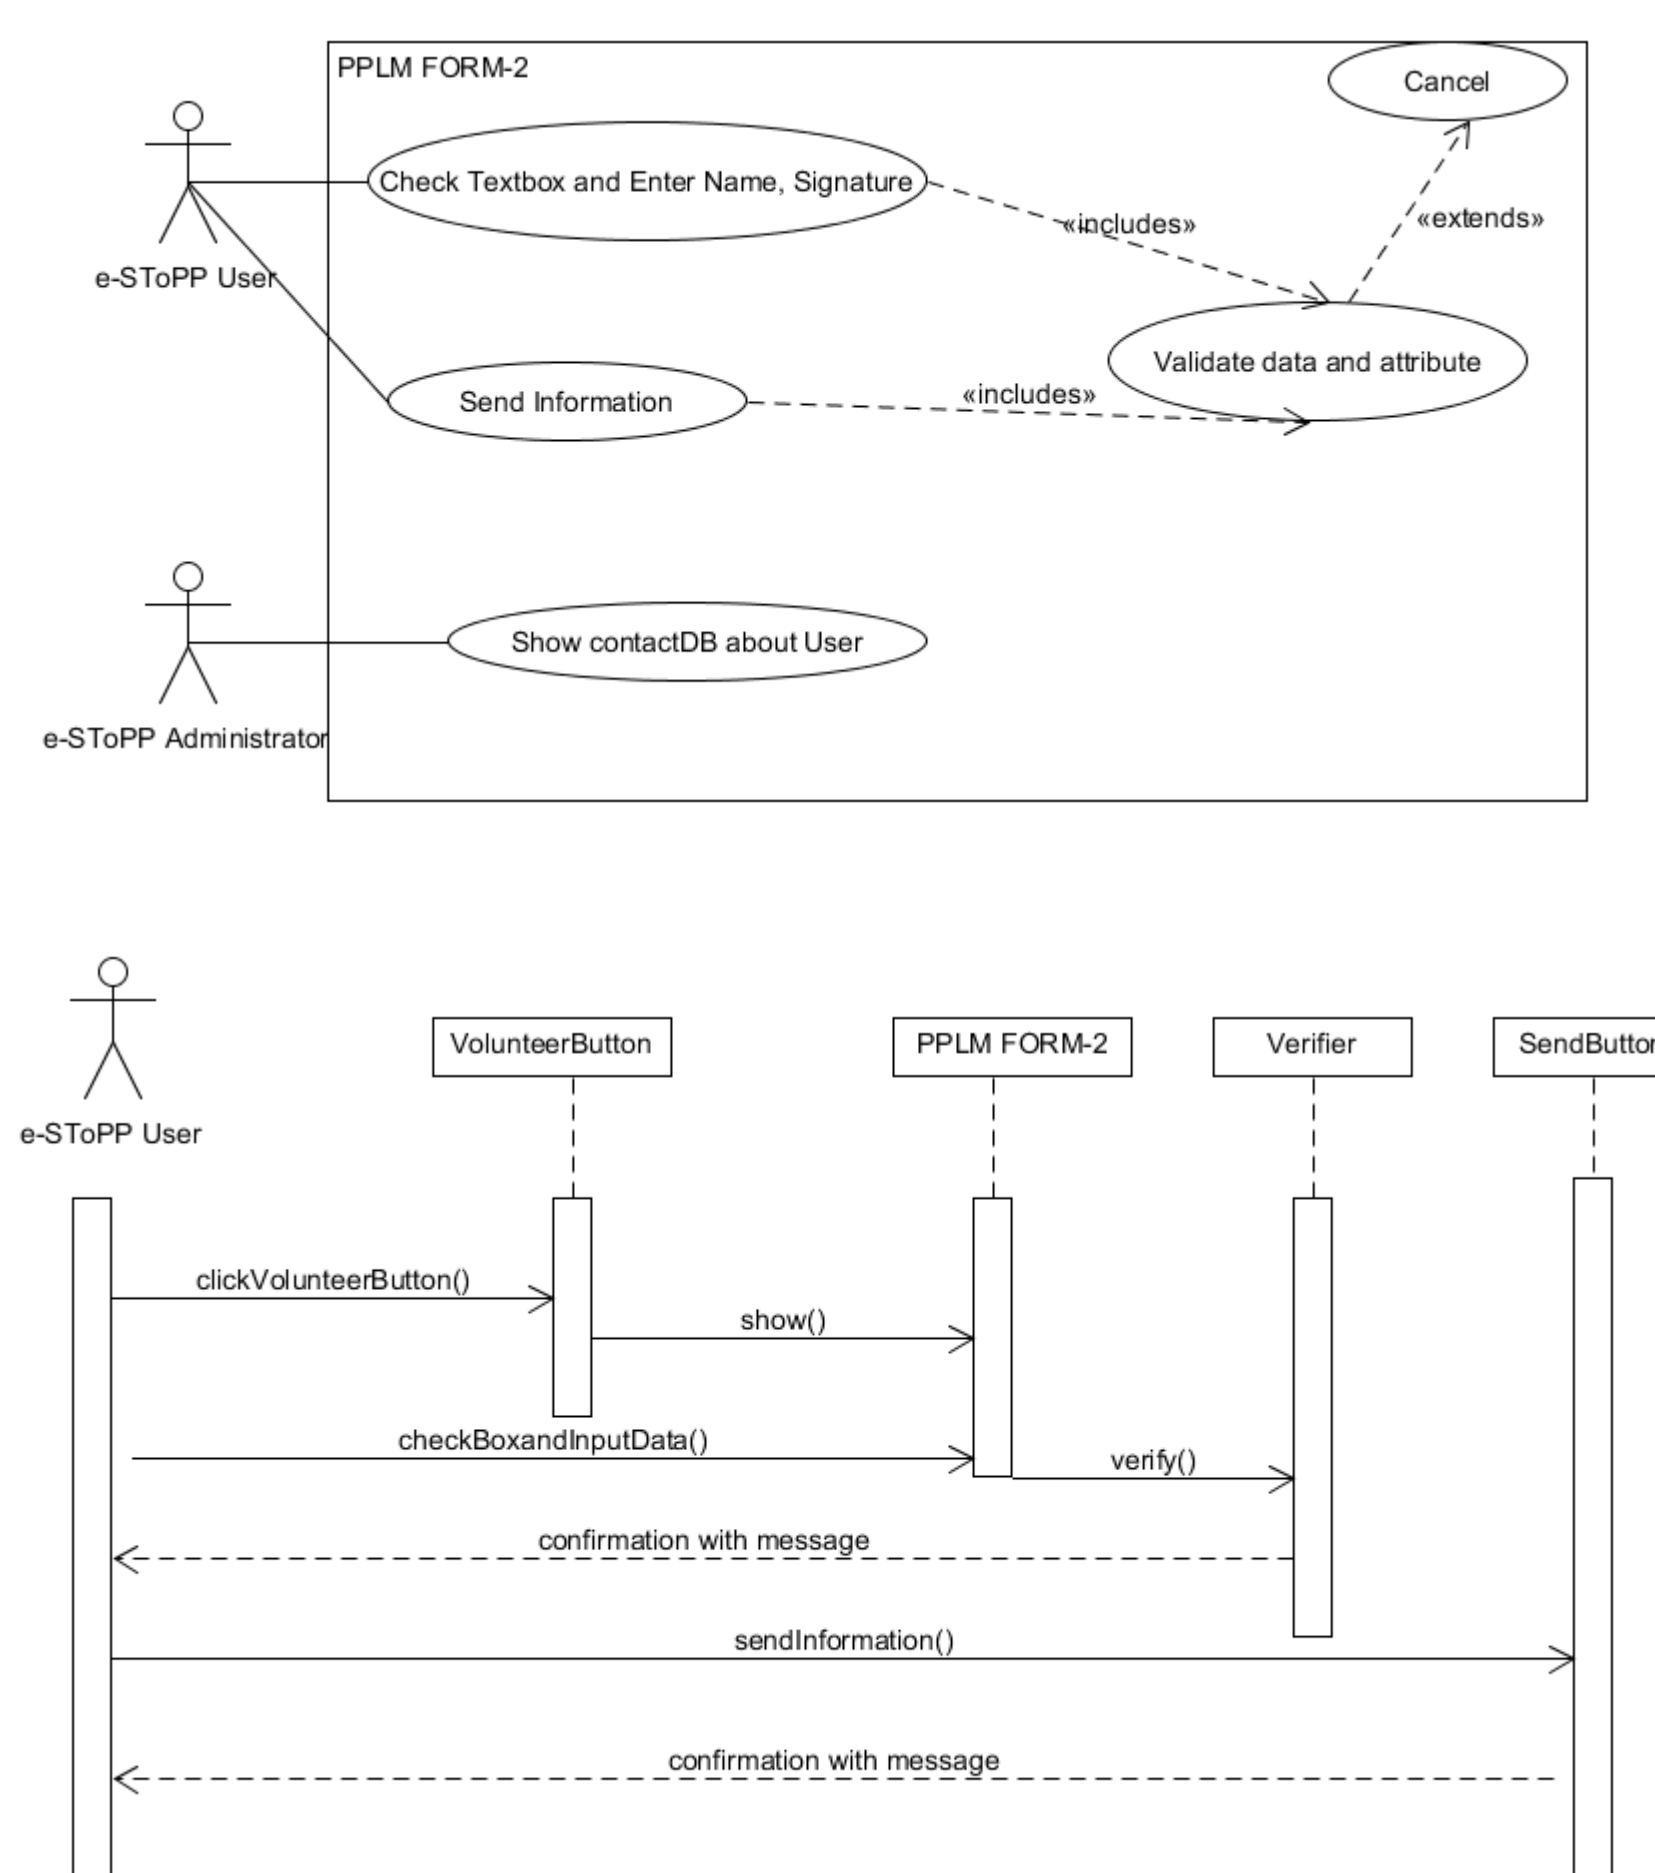 PPLM FORM-2
Cancel
Check Textbox and Enter Name, Signature
«includes»
«extends»
e-SToPP User
Validate data and attribute
«includes»
Send Information
Show contactDB about User
e-SToPP Administrator
VolunteerButton
PPLM FORM-2
Verifier
SendButton
e-SToPP User
clickVolunteerButton()
show()
checkBoxandInputData()
verify()
confirmation with message
sendInformation()
confirmation with message